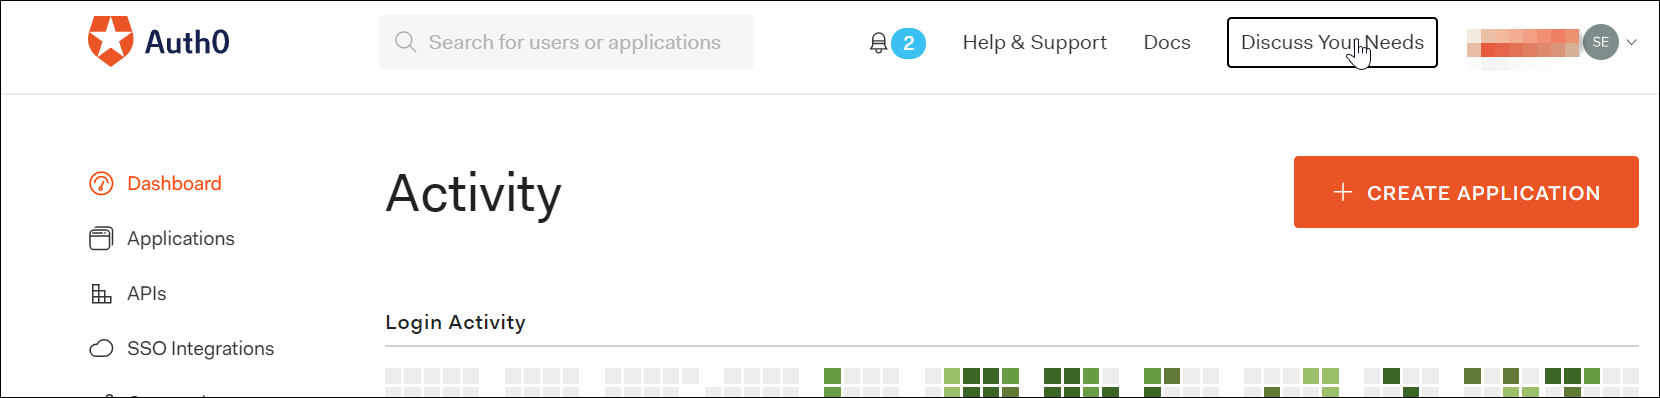 Auth0
Search for users or applications
2
Help & Support
Docs
Discuss Your Needs
SE
Dashboard
Applications
APIs
SSO Integrations
Activity
+ CREATE APPLICATION
Login Activity